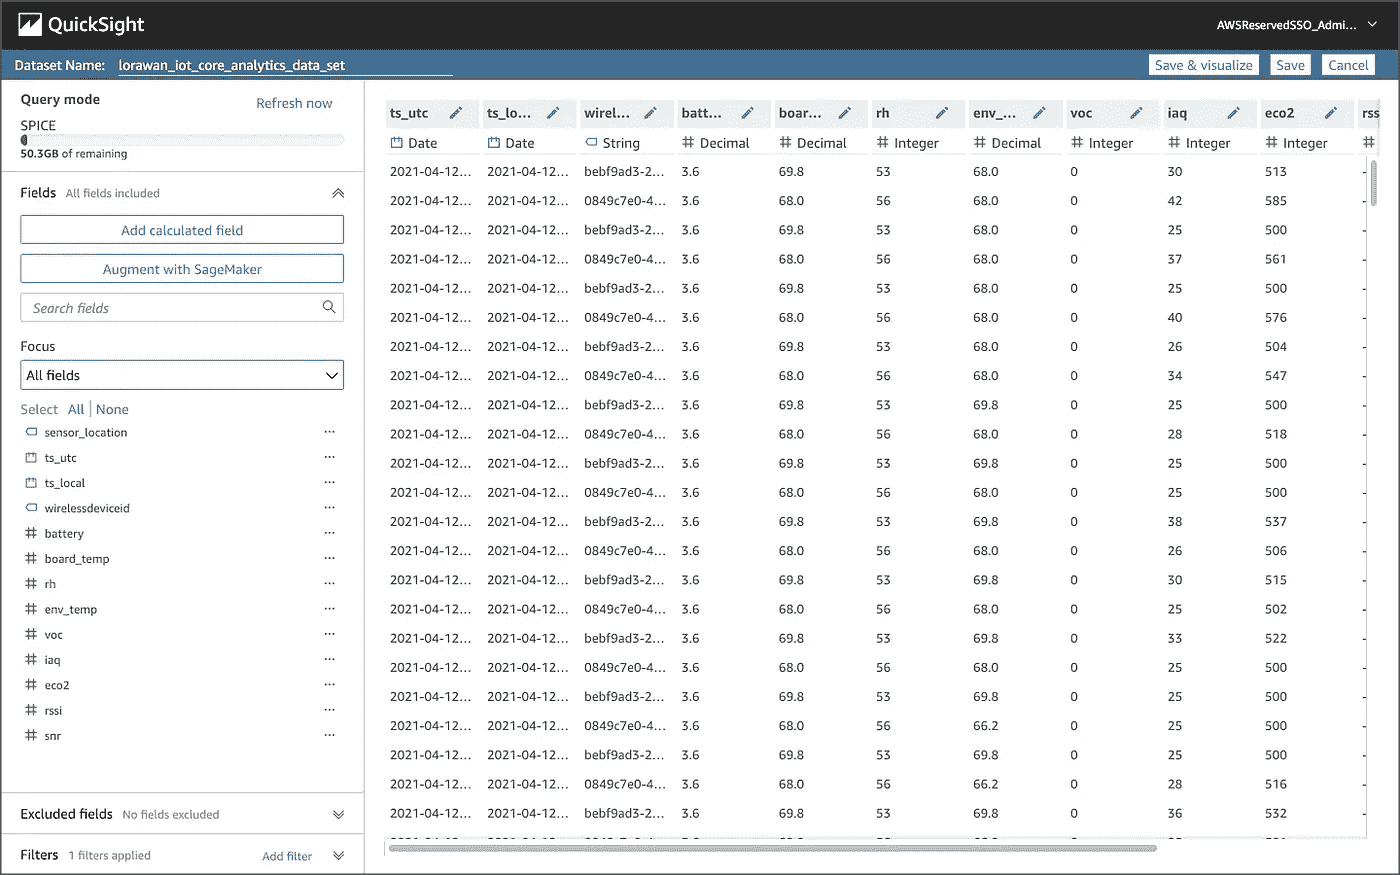 QuickSight
AWSReservedSSO_Admi...
Dataset Name: lorawan_iot_core_analytics_data_set
Save & visualize Save Cancel
Query mode Refresh now
SPICE
50.3GB of remaining
Fields All fields included
Add calculated field
Augment with SageMaker
Search fields
Focus
All fields
Select All None
sensor_location ...
ts_utc ...
ts_local ...
wirelessdeviceid ...
battery ...
board_temp ...
rh ...
env_temp ...
voc ...
iaq ...
eco2 ...
rssi ...
snr ...
Excluded fields No fields excluded
Filters 1 filters applied Add filter
ts_utc ts_lo... wirel... batt... boar... rh env_... voc iaq eco2 rss
Date Date String # Decimal # Decimal # Integer # Decimal # Integer # Integer # Integer #
2021-04-12... 2021-04-12... bebf9ad3-2... 3.6 69.8 53 68.0 0 30 513 -
2021-04-12... 2021-04-12... 0849c7e0-4... 3.6 68.0 56 68.0 0 42 585 -
2021-04-12... 2021-04-12... bebf9ad3-2... 3.6 69.8 53 68.0 0 25 500 -
2021-04-12... 2021-04-12... 0849c7e0-4... 3.6 68.0 56 68.0 0 37 561 -
2021-04-12... 2021-04-12... bebf9ad3-2... 3.6 69.8 53 68.0 0 25 500 -
2021-04-12... 2021-04-12... 0849c7e0-4... 3.6 68.0 56 68.0 0 40 576 -
2021-04-12... 2021-04-12... bebf9ad3-2... 3.6 69.8 53 68.0 0 26 504 -
2021-04-12... 2021-04-12... 0849c7e0-4... 3.6 68.0 56 68.0 0 34 547 -
2021-04-12... 2021-04-12... bebf9ad3-2... 3.6 69.8 53 69.8 0 25 500 -
2021-04-12... 2021-04-12... 0849c7e0-4... 3.6 68.0 56 68.0 0 28 518 -
2021-04-12... 2021-04-12... bebf9ad3-2... 3.6 69.8 53 69.8 0 25 500 -
2021-04-12... 2021-04-12... 0849c7e0-4... 3.6 68.0 56 68.0 0 25 500 -
2021-04-12... 2021-04-12... bebf9ad3-2... 3.6 69.8 53 69.8 0 38 537 -
2021-04-12... 2021-04-12... 0849c7e0-4... 3.6 68.0 56 68.0 0 26 506 -
2021-04-12... 2021-04-12... bebf9ad3-2... 3.6 69.8 53 69.8 0 30 515 -
2021-04-12... 2021-04-12... 0849c7e0-4... 3.6 68.0 56 68.0 0 25 502 -
2021-04-12... 2021-04-12... bebf9ad3-2... 3.6 69.8 53 69.8 0 33 522 -
2021-04-12... 2021-04-12... 0849c7e0-4... 3.6 68.0 56 68.0 0 25 500 -
2021-04-12... 2021-04-12... bebf9ad3-2... 3.6 69.8 53 69.8 0 25 500 -
2021-04-12... 2021-04-12... 0849c7e0-4... 3.6 68.0 56 66.2 0 25 500 -
2021-04-12... 2021-04-12... bebf9ad3-2... 3.6 69.8 53 69.8 0 25 500 -
2021-04-12... 2021-04-12... 0849c7e0-4... 3.6 68.0 56 66.2 0 28 516 -
2021-04-12... 2021-04-12... bebf9ad3-2... 3.6 69.8 53 69.8 0 36 532 -